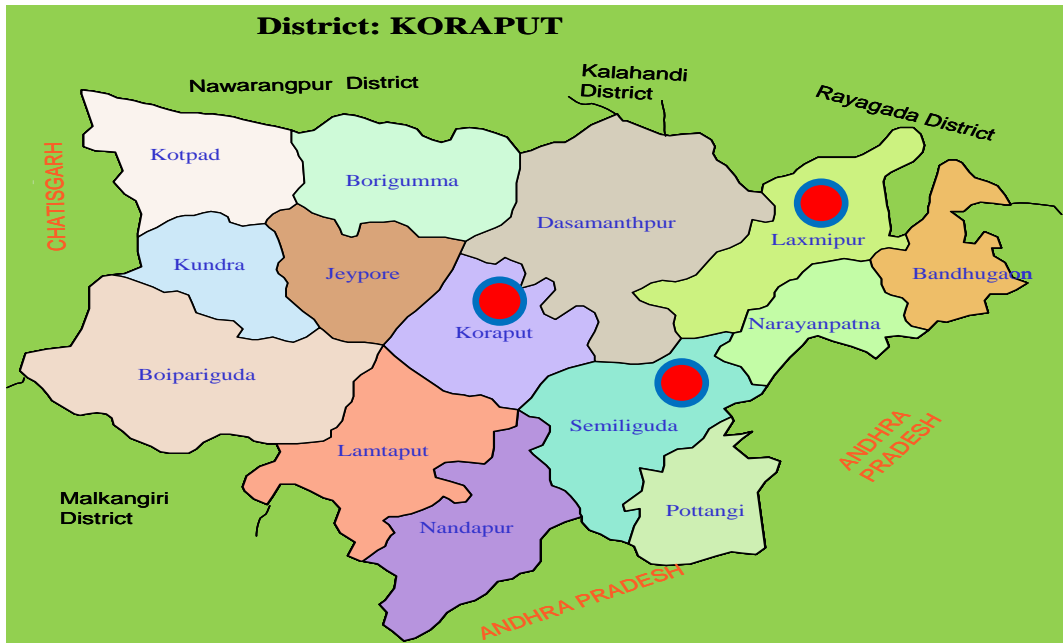 District: KORAPUT
Nawarangpur District
Kalahandi
District
Rayagada District
CHATISGARH
Kotpad
Borigumma
Dasamanthpur
Laxmipur
Kundra
Jeypore
Bandhugaon
Koraput
Narayanpatna
Boipariguda
Semiliguda
Lamtaput
ANDHRA
PRADESH
Malkangiri
District
Pottangi
Nandapur
ANDHRA PRADESH